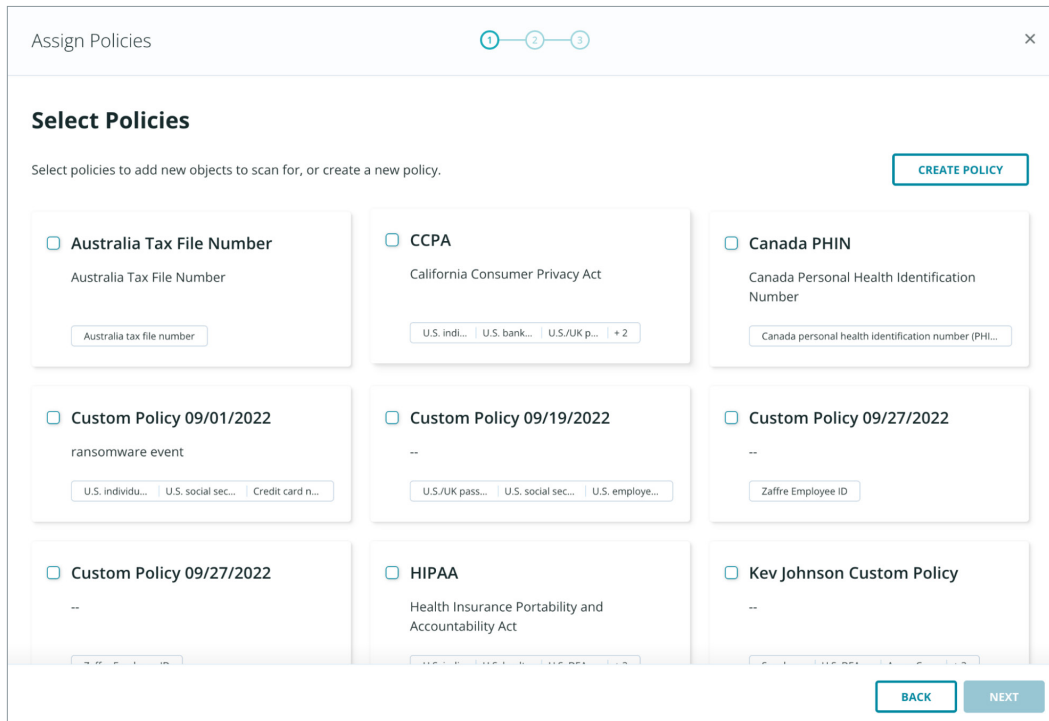 Assign Policies
1 2 3
Select Policies
Select policies to add new objects to scan for, or create a new policy.
CREATE POLICY
Australia Tax File Number
Australia Tax File Number
Australia tax file number
CCPA
California Consumer Privacy Act
U.S. indi... U.S. bank... U.S./UK p... + 2
Canada PHIN
Canada Personal Health Identification
Number
Canada personal health identification number (PHI...
Custom Policy 09/01/2022
ransomware event
U.S. individu... U.S. social sec... Credit card n...
Custom Policy 09/19/2022
--
U.S./UK pass... U.S. social sec... U.S. employe...
Custom Policy 09/27/2022
--
Zaffre Employee ID
Custom Policy 09/27/2022
--
Zaffre Employee ID
HIPAA
Health Insurance Portability and
Accountability Act
Kev Johnson Custom Policy
--
BACK
NEXT